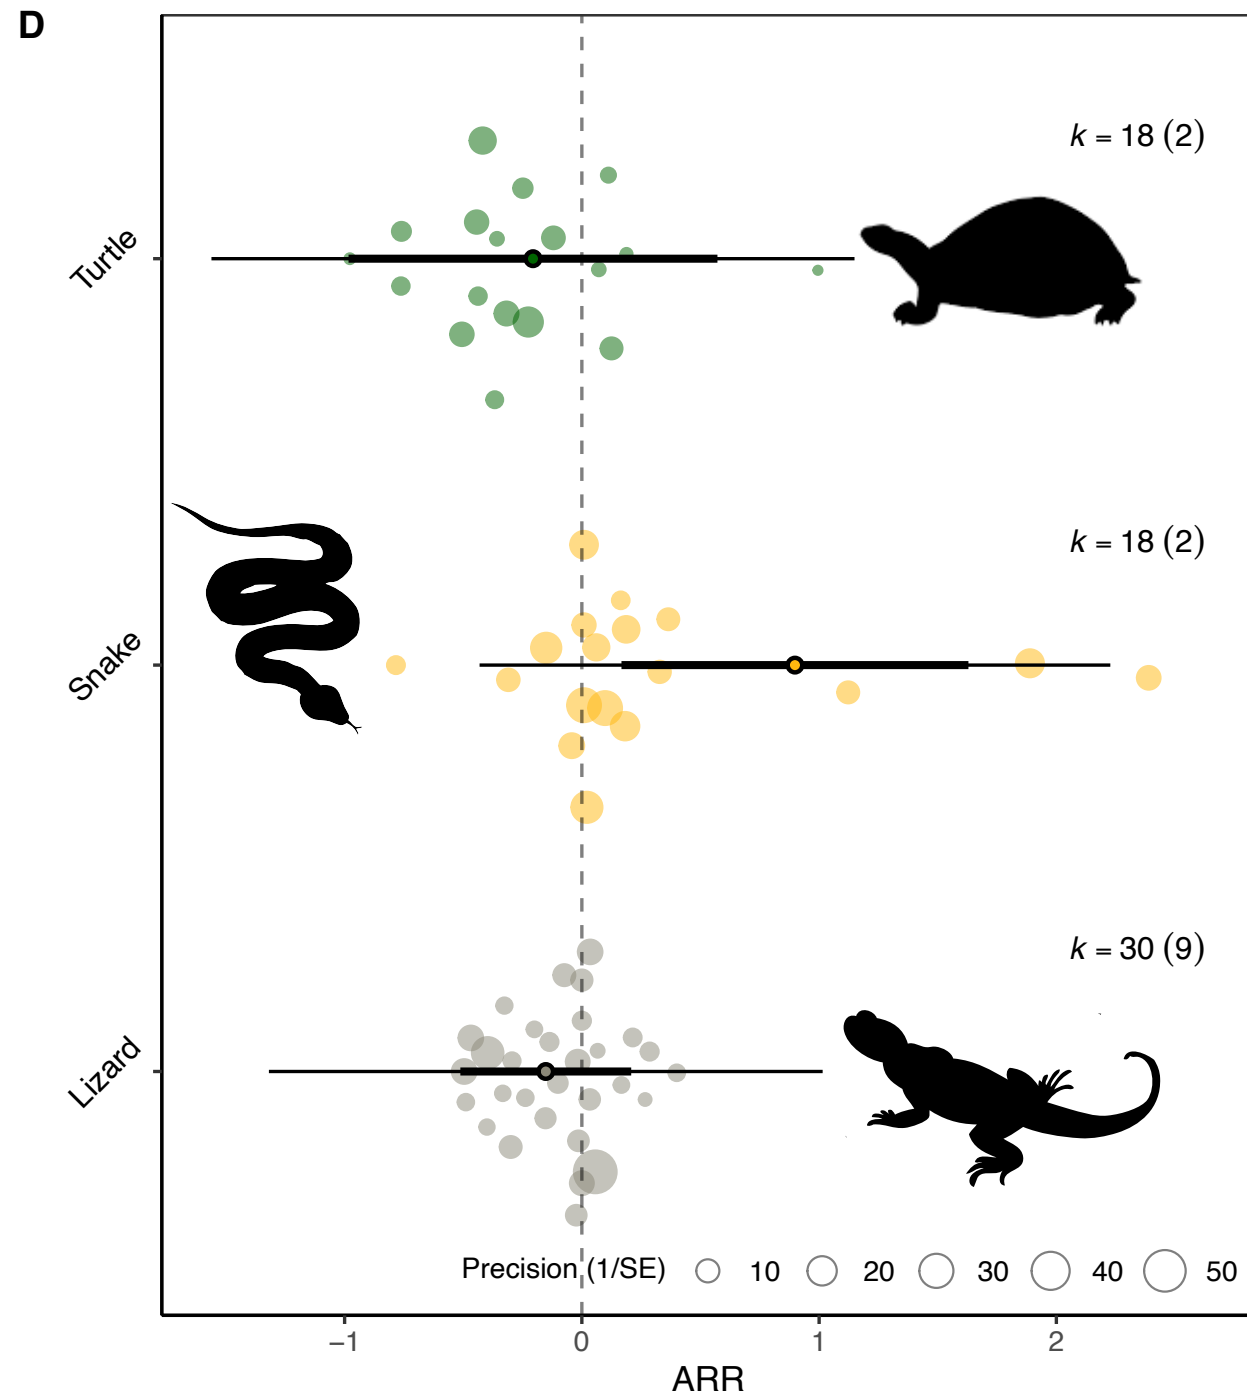 D
k = 18 (2)
Turtle
k = 18 (2)
Snake
k = 30 (9)
Lizard
Precision (1/SE) 10 20 30 40 50
−1 0 1 2
ARR